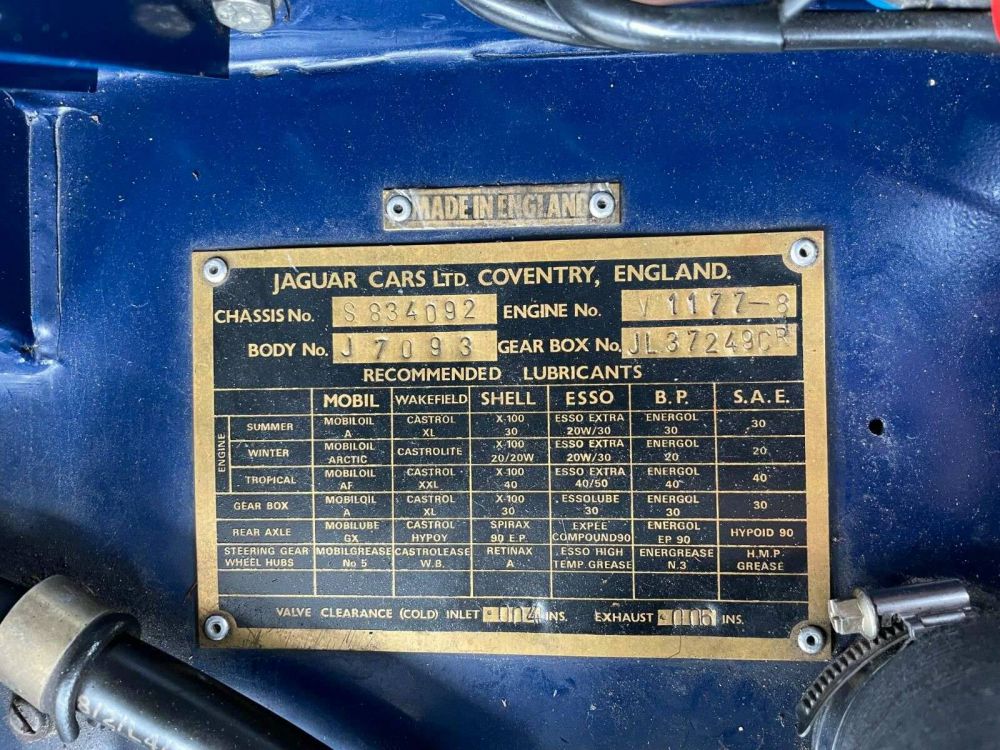 MADE IN ENGLAND
JAGUAR CARS LTD. COVENTRY, ENGLAND.
CHASSIS No. S 834092 ENGINE No. V 1177-8
BODY No. J 7093 GEAR BOX No. JL37249CR
RECOMMENDED LUBRICANTS
MOBIL WAKEFIELD SHELL ESSO B.P. S.A.E.
ENGINE
SUMMER MOBILOIL A CASTROL XL X-100 30 ESSO EXTRA 20W/30 ENERGOL 30 30
WINTER MOBILOIL ARCTIC CASTROLITE X-100 20/20W ESSO EXTRA 20W/30 ENERGOL 20 20
TROPICAL MOBILOIL AF CASTROL XXL X-100 40 ESSO EXTRA 40/50 ENERGOL 40 40
GEAR BOX MOBILOIL A CASTROL XL X-100 30 ESSOLUBE 30 ENERGOL 30 30
REAR AXLE MOBILUBE GX CASTROL HYPOY SPIRAX 90 E.P. EXPEE COMPOUND 90 ENERGOL EP 90 HYPOID 90
STEERING GEAR WHEEL HUBS MOBILGREASE No 5 CASTROLEASE W.B. RETINAX A ESSO HIGH TEMP GREASE ENERGREASE N.3 H.M.P. GREASE
VALVE CLEARANCE (COLD) INLET ·004 INS. EXHAUST ·006 INS.